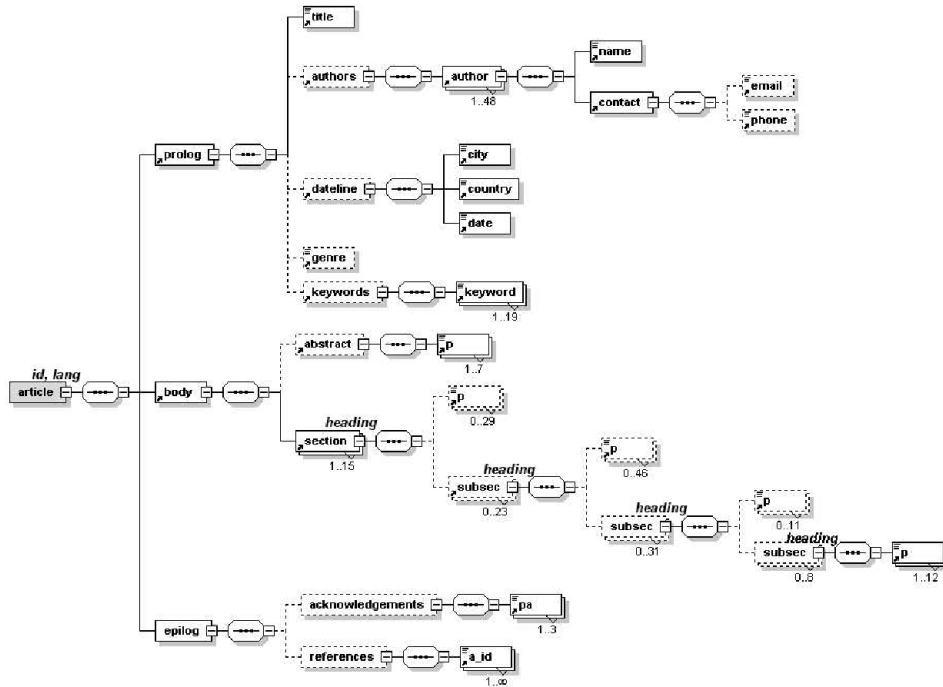 title
authors
author
1..48
name
contact
email
phone
prolog
dateline
city
country
date
genre
keywords
keyword
1..19
id, lang
article
body
abstract
p
1..7
heading
section
1..15
p
0..29
heading
subsec
0..23
p
0..46
heading
subsec
0..31
p
0..11
heading
subsec
0..8
p
1..12
epilog
acknowledgements
pa
1..3
references
a_id
1..∞